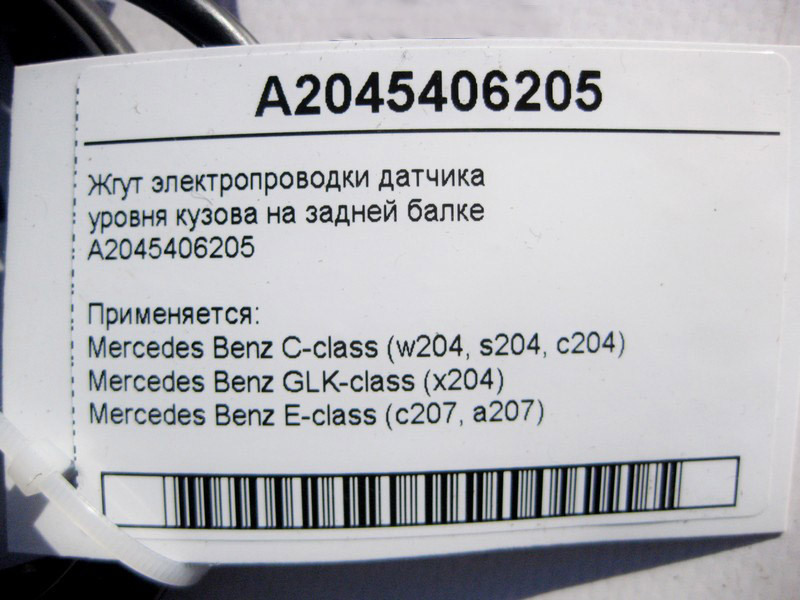 A2045406205
Жгут электропроводки датчика
уровня кузова на задней балке
A2045406205
Применяется:
Mercedes Benz C-class (w204, s204, c204)
Mercedes Benz GLK-class (x204)
Mercedes Benz E-class (c207, a207)